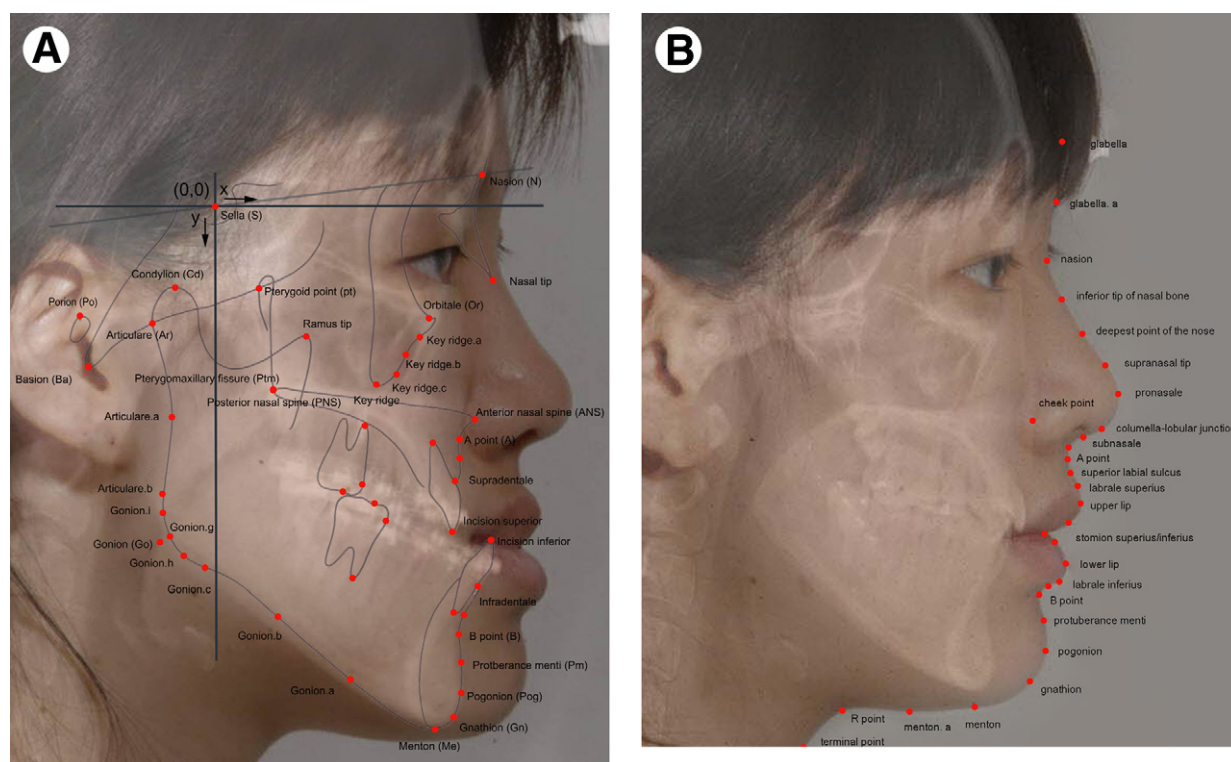 A
(0,0)
x
y
Sella (S)
Nasion (N)
Condylion (Cd)
Nasal tip
Porion (Po)
Pterygoid point (pt)
Orbitale (Or)
Articulare (Ar)
Ramus tip
Key ridge.a
Key ridge.b
Basion (Ba)
Pterygomaxillary fissure (Ptm)
Key ridge.c
Posterior nasal spine (PNS)
Key ridge
Anterior nasal spine (ANS)
Articulare.a
A point (A)
Supradentale
Articulare.b
Gonion.i
Incision superior
Gonion.g
Incision inferior
Gonion (Go)
Gonion.h
Gonion.c
Infradentale
Gonion.b
B point (B)
Protberance menti (Pm)
Gonion.a
Pogonion (Pog)
Gnathlon (Gn)
Menton (Me)
B
glabella
glabella. a
nasion
inferior tip of nasal bone
deepest point of the nose
supranasal tip
pronasale
cheek point
columella-lobular junctio
subnasale
A point
superior labial sulcus
labrale superius
upper lip
stomion superius/inferius
lower lip
labrale inferius
B point
protuberance menti
pogonion
gnathion
R point
menton. a
menton
terminal point